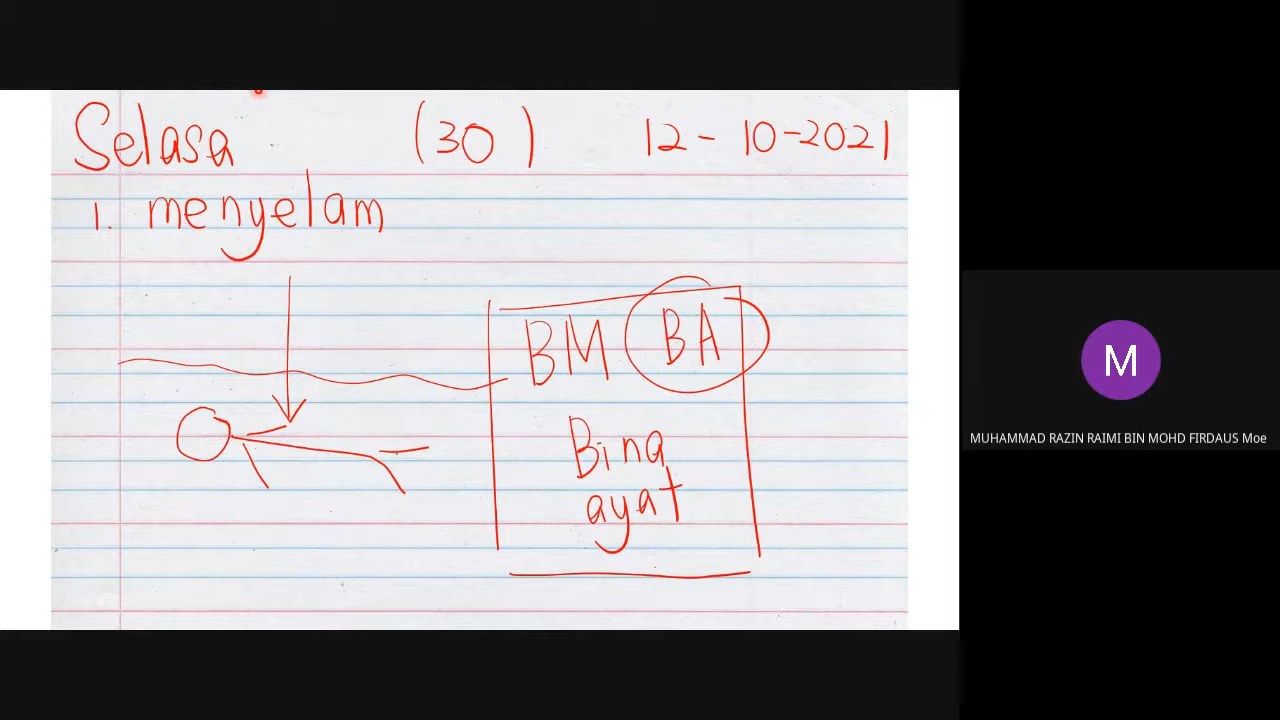 Selasa (30) 12-10-2021
1. menyelam
BM BA
Bina
ayat
M
MUHAMMAD RAZIN RAIMI BIN MOHD FIRDAUS Moe